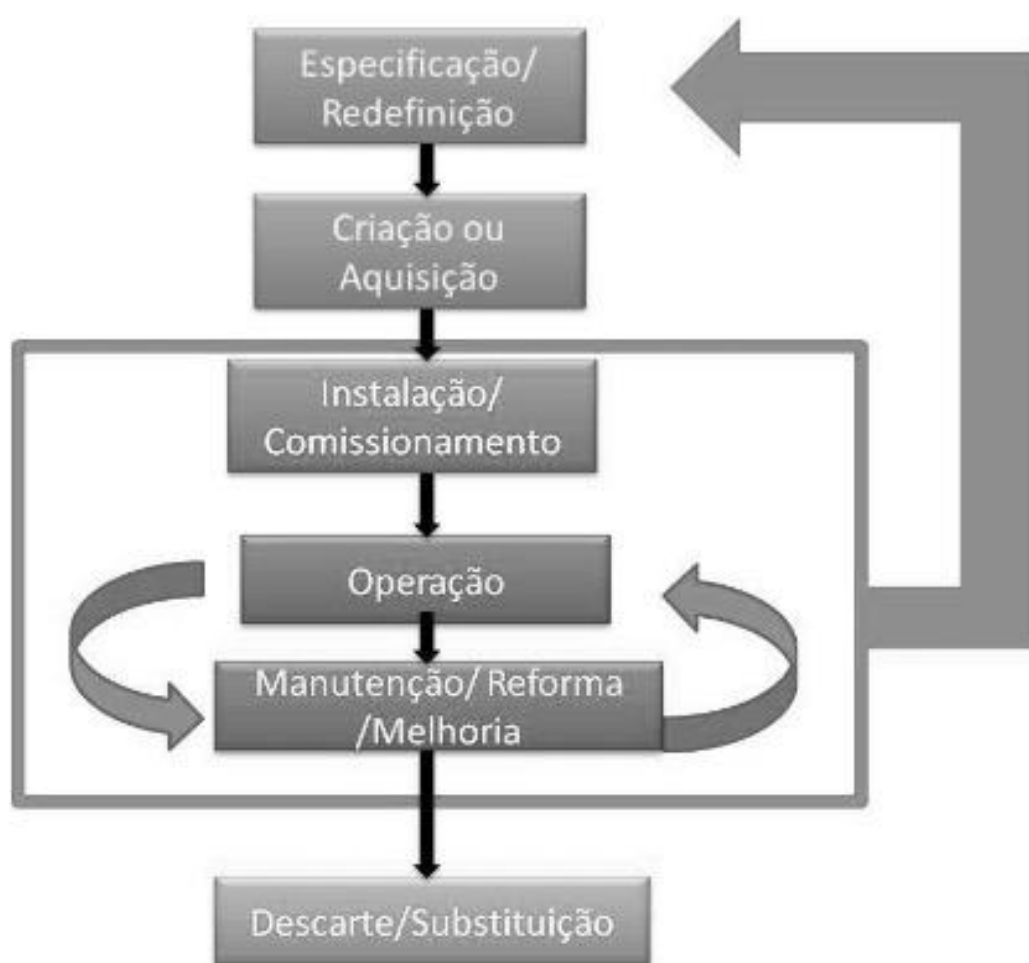 Especificação/
Redefinição
Criação ou
Aquisição
Instalação/
Comissionamento
Operação
Manutenção/ Reforma
/Melhoria
Descarte/Substituição